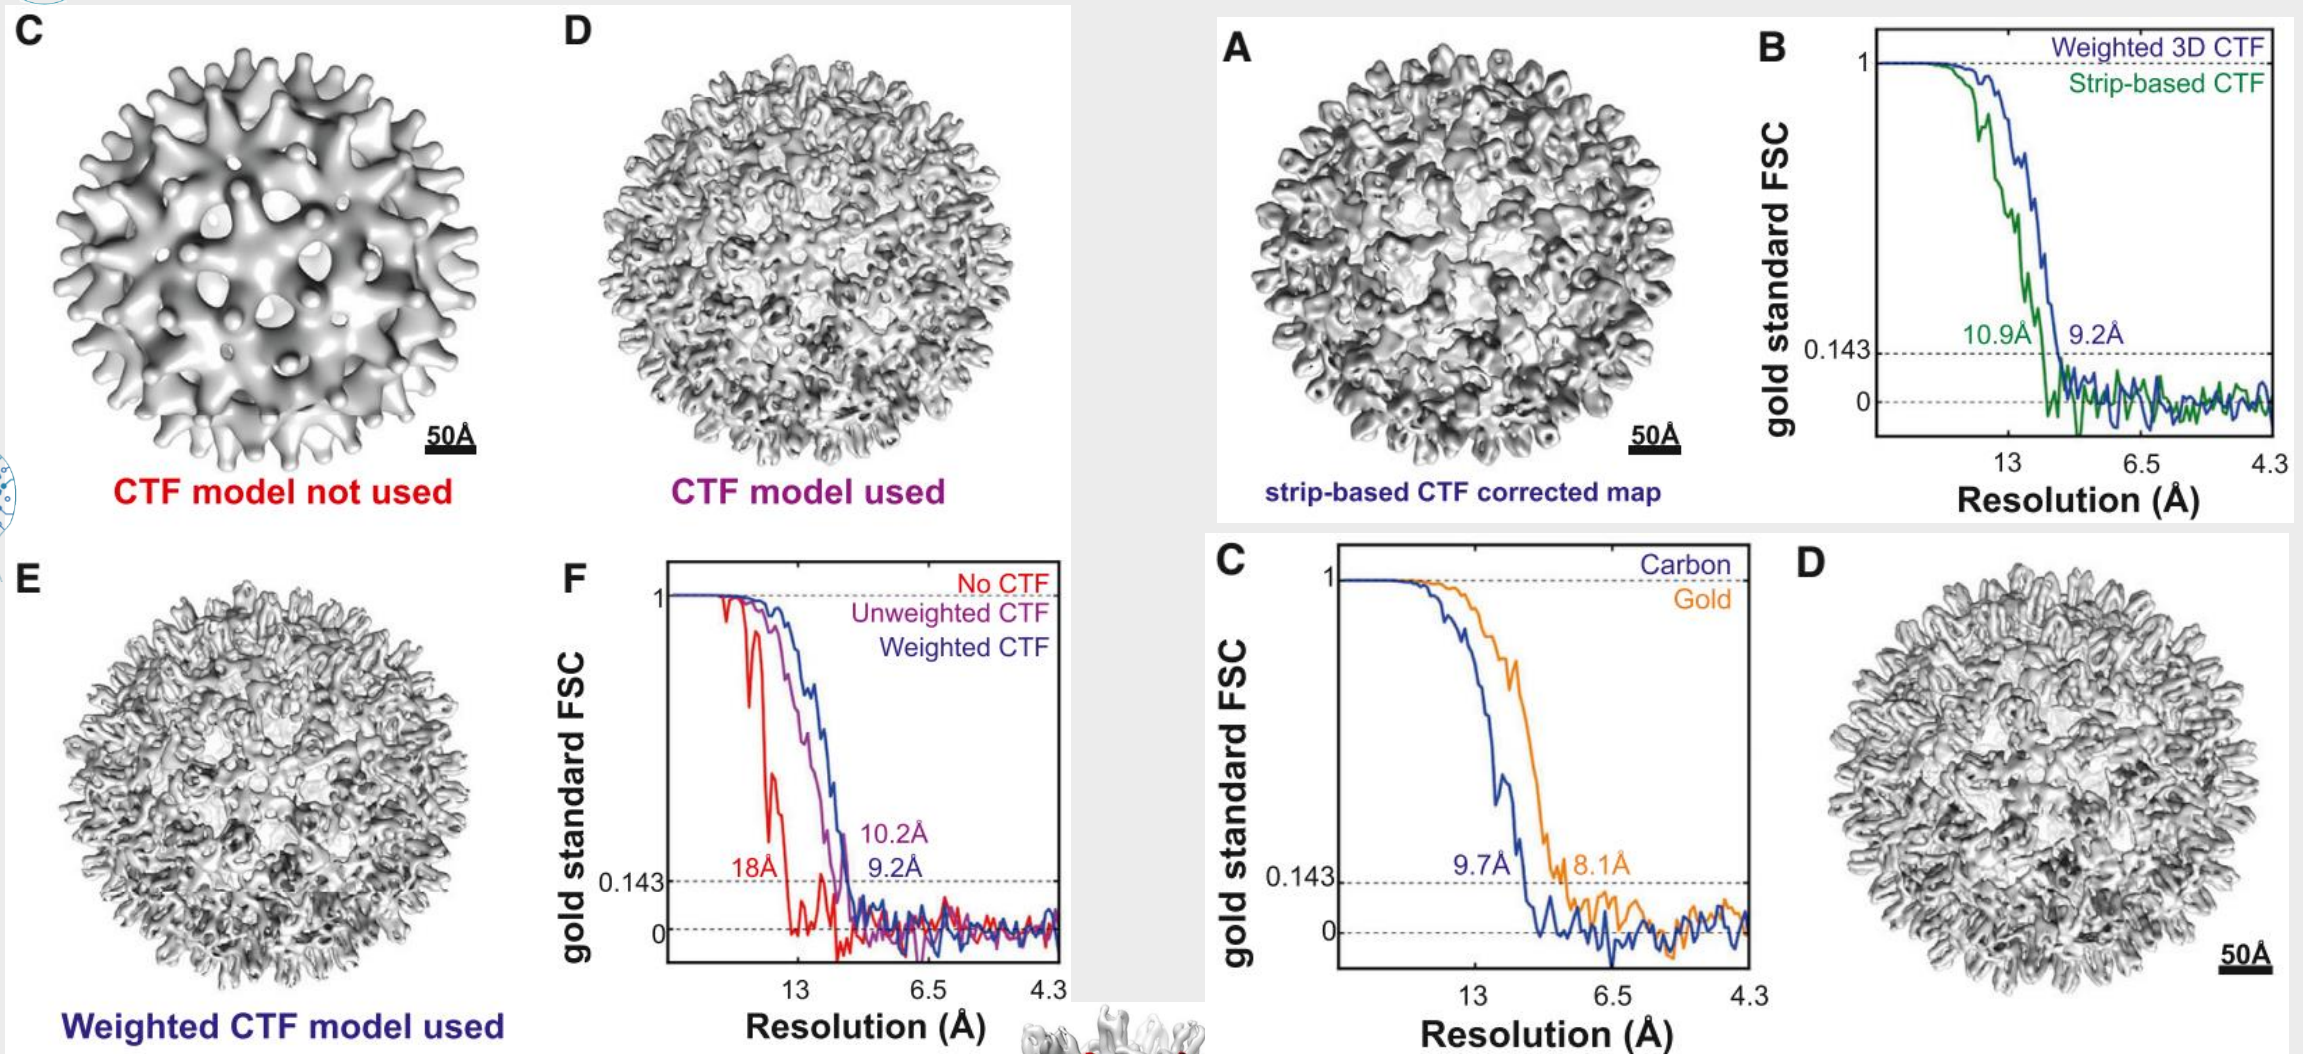 C
D
50Å
CTF model not used
CTF model used
E
Weighted CTF model used
F
No CTF
Unweighted CTF
Weighted CTF
1
10.2Å
18Å
9.2Å
0.143
0
13
6.5
4.3
gold standard FSC
Resolution (Å)
A
50Å
strip-based CTF corrected map
B
Weighted 3D CTF
Strip-based CTF
1
10.9Å
9.2Å
0.143
0
13
6.5
4.3
gold standard FSC
Resolution (Å)
C
Carbon
Gold
1
9.7Å
8.1Å
0.143
0
13
6.5
4.3
gold standard FSC
Resolution (Å)
D
50Å